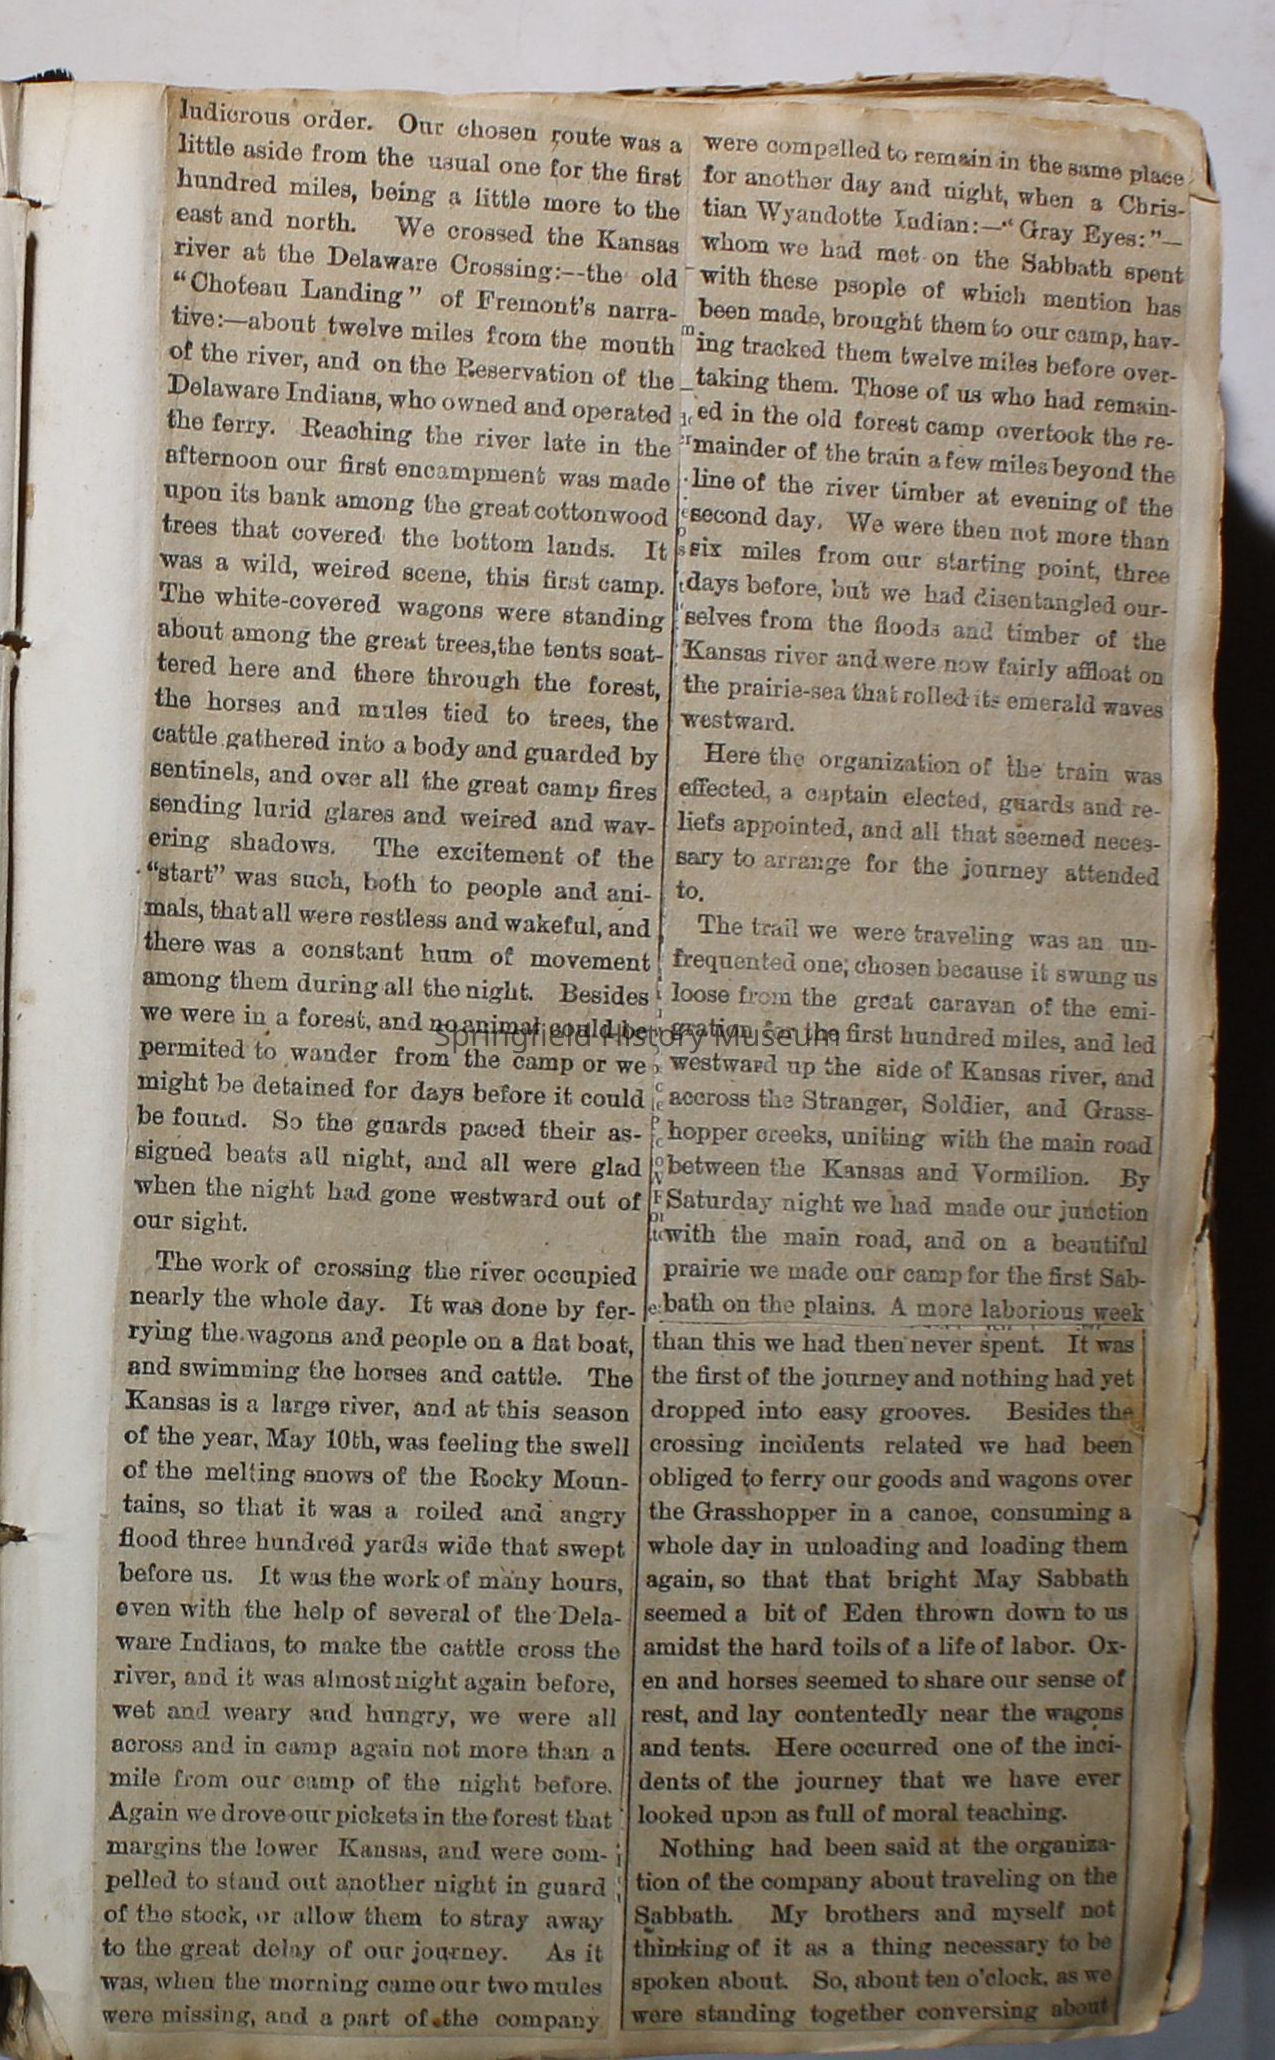 ludicrous order. Our chosen route was a
little aside from the usual one for the first
hundred miles, being a little more to the
east and north. We crossed the Kansas
river at the Delaware Crossing:--the old
"Choteau Landing" of Fremont's narra-
tive:—about twelve miles from the mouth
of the river, and on the Reservation of the
Delaware Indians, who owned and operated
the ferry. Reaching the river late in the
afternoon our first encampment was made
upon its bank among the great cottonwood
trees that covered the bottom lands. It
was a wild, weired scene, this first camp.
The white-covered wagons were standing
about among the great trees,the tents scat-
tered here and there through the forest,
the horses and mules tied to trees, the
cattle gathered into a body and guarded by
sentinels, and over all the great camp fires
sending lurid glares and weired and wav-
ering shadows. The excitement of the
"start" was such, both to people and ani-
mals, that all were restless and wakeful, and
there was a constant hum of movement
among them during all the night. Besides
we were in a forest, and no animal could be
permited to wander from the camp or we
might be detained for days before it could
be found. So the guards paced their as-
signed beats all night, and all were glad
when the night had gone westward out of
our sight.
The work of crossing the river occupied
nearly the whole day. It was done by fer-
rying the wagons and people on a flat boat,
and swimming the horses and cattle. The
Kansas is a large river, and at this season
of the year, May 10th, was feeling the swell
of the melting snows of the Rocky Moun-
tains, so that it was a roiled and angry
flood three hundred yards wide that swept
before us. It was the work of many hours,
even with the help of several of the Dela-
ware Indians, to make the cattle cross the
river, and it was almost night again before,
wet and weary and hungry, we were all
across and in camp again not more than a
mile from our camp of the night before.
Again we drove our pickets in the forest that
margins the lower Kansas, and were com-
pelled to stand out another night in guard
of the stock, or allow them to stray away
to the great delay of our journey. As it
was, when the morning came our two mules
were missing, and a part of the company
were compelled to remain in the same place
for another day and night, when a Chris-
tian Wyandotte Indian:—"Gray Eyes:"—
whom we had met on the Sabbath spent
with these psople of which mention has
been made, brought them to our camp, hav-
ing tracked them twelve miles before over-
taking them. Those of us who had remain-
ed in the old forest camp overtook the re-
mainder of the train a few miles beyond the
line of the river timber at evening of the
second day. We were then not more than
six miles from our starting point, three
days before, but we had disentangled our-
selves from the floods and timber of the
Kansas river and were now fairly affloat on
the prairie-sea that rolled its emerald waves
westward.
Here the organization of the train was
effected, a captain elected, guards and re-
liefs appointed, and all that seemed neces-
sary to arrange for the journey attended
to.
The trail we were traveling was an un-
frequented one, chosen because it swung us
loose from the great caravan of the emi-
gration for the first hundred miles, and led
westward up the side of Kansas river, and
accross the Stranger, Soldier, and Grass-
hopper creeks, uniting with the main road
between the Kansas and Vormilion. By
Saturday night we had made our junction
with the main road, and on a beautiful
prairie we made our camp for the first Sab-
bath on the plains. A more laborious week
than this we had then never spent. It was
the first of the journey and nothing had yet
dropped into easy grooves. Besides the
crossing incidents related we had been
obliged to ferry our goods and wagons over
the Grasshopper in a canoe, consuming a
whole day in unloading and loading them
again, so that that bright May Sabbath
seemed a bit of Eden thrown down to us
amidst the hard toils of a life of labor. Ox-
en and horses seemed to share our sense of
rest, and lay contentedly near the wagons
and tents. Here occurred one of the inci-
dents of the journey that we have ever
looked upon as full of moral teaching.
Nothing had been said at the organiza-
tion of the company about traveling on the
Sabbath. My brothers and myself not
thinking of it as a thing necessary to be
spoken about. So, about ten o'clock, as we
were standing together conversing about
Springfield History Museum